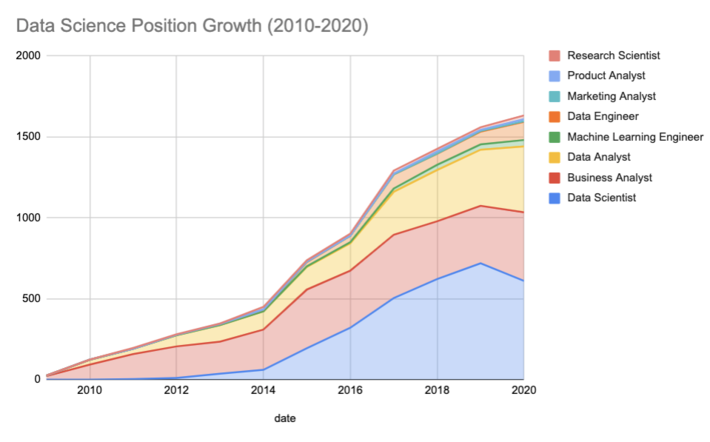 Data Science Position Growth (2010-2020)
2000
1500
1000
500
0
2010 2012 2014 2016 2018 2020
date
Research Scientist
Product Analyst
Marketing Analyst
Data Engineer
Machine Learning Engineer
Data Analyst
Business Analyst
Data Scientist